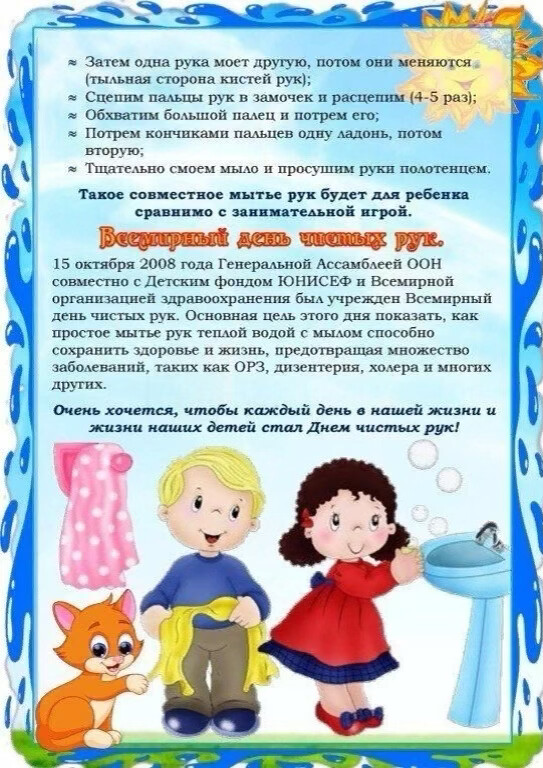 ≈ Затем одна рука моет другую, потом они меняются
(тыльная сторона кистей рук);
≈ Сцепим пальцы рук в замочек и расцепим (4-5 раз);
≈ Обхватим большой палец и потрем его;
≈ Потрем кончиками пальцев одну ладонь, потом
вторую;
≈ Тщательно смоем мыло и просушим руки полотенцем.
Такое совместное мытье рук будет для ребенка
сравнимо с занимательной игрой.
Всемирный день чистых рук.
15 октября 2008 года Генеральной Ассамблеей ООН
совместно с Детским фондом ЮНИСЕФ и Всемирной
организацией здравоохранения был учрежден Всемирный
день чистых рук. Основная цель этого дня показать, как
простое мытье рук теплой водой с мылом способно
сохранить здоровье и жизнь, предотвращая множество
заболеваний, таких как ОРЗ, дизентерия, холера и многих
других.
Очень хочется, чтобы каждый день в нашей жизни и
жизни наших детей стал Днем чистых рук!